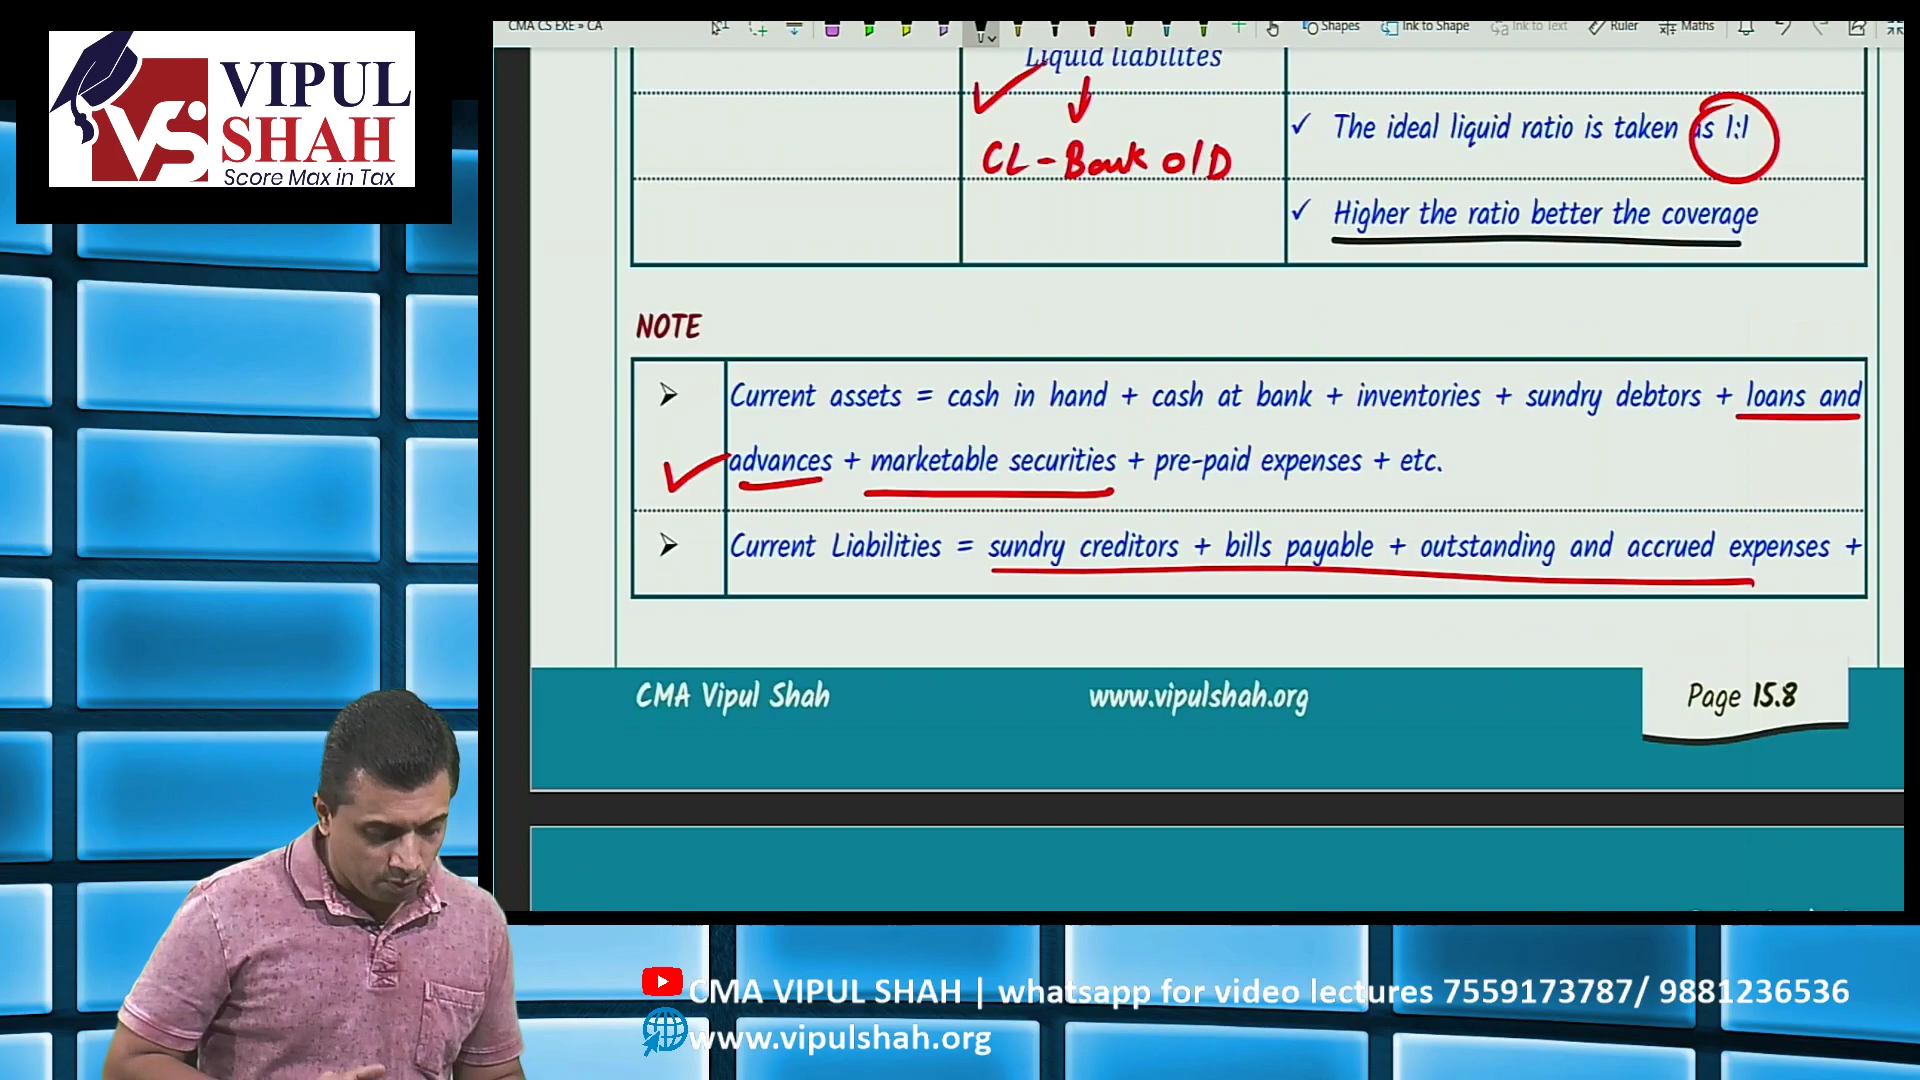 VIPUL
SHAH
VS
Score Max in Tax
CMA CS EXE » CA
Shapes
Ink to Shape
Ink to Text
Ruler
Maths
Liquid liabilites
CL - Bank O/D
✓ The ideal liquid ratio is taken as 1:1
✓ Higher the ratio better the coverage
NOTE
➢ Current assets = cash in hand + cash at bank + inventories + sundry debtors + loans and
advances + marketable securities + pre-paid expenses + etc.
➢ Current Liabilities = sundry creditors + bills payable + outstanding and accrued expenses +
CMA Vipul Shah
www.vipulshah.org
Page 15.8
CMA VIPUL SHAH | whatsapp for video lectures 7559173787/ 9881236536
www.vipulshah.org